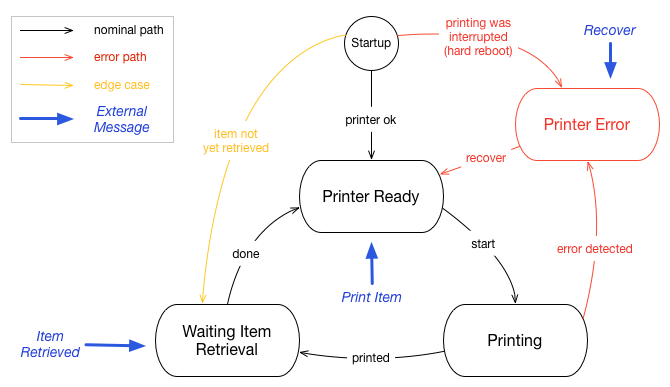 nominal path
error path
edge case
External
Message
Startup
printing was
interrupted
(hard reboot)
Recover
printer ok
Printer Error
item not
yet retrieved
recover
Printer Ready
done
start
error detected
Print Item
Item
Retrieved
Waiting Item
Retrieval
printed
Printing